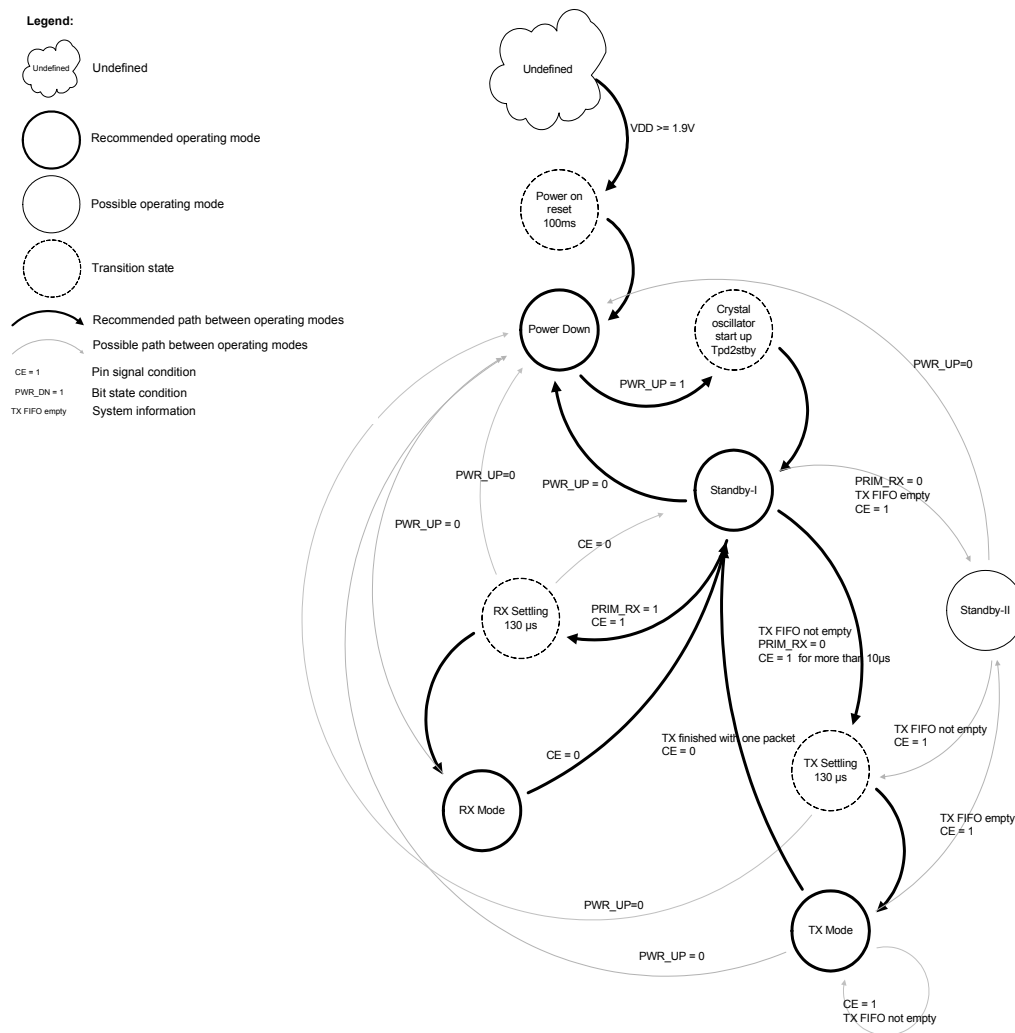 Legend:
Undefined
Undefined
Recommended operating mode
Possible operating mode
Transition state
Recommended path between operating modes
Possible path between operating modes
CE = 1
Pin signal condition
PWR_DN = 1
Bit state condition
TX FIFO empty
System information
Undefined
VDD >= 1.9V
Power on
reset
100ms
Power Down
Crystal
oscillator
start up
Tpd2stby
PWR_UP=0
PWR_UP = 1
PWR_UP=0
PWR_UP = 0
Standby-I
PRIM_RX = 0
TX FIFO empty
CE = 1
PWR_UP = 0
CE = 0
RX Settling
130 µs
PRIM_RX = 1
CE = 1
Standby-II
TX FIFO not empty
PRIM_RX = 0
CE = 1 for more than 10µs
TX FIFO not empty
CE = 1
CE = 0
TX finished with one packet
CE = 0
TX Settling
130 µs
RX Mode
TX FIFO empty
CE = 1
PWR_UP=0
TX Mode
PWR_UP = 0
CE = 1
TX FIFO not empty